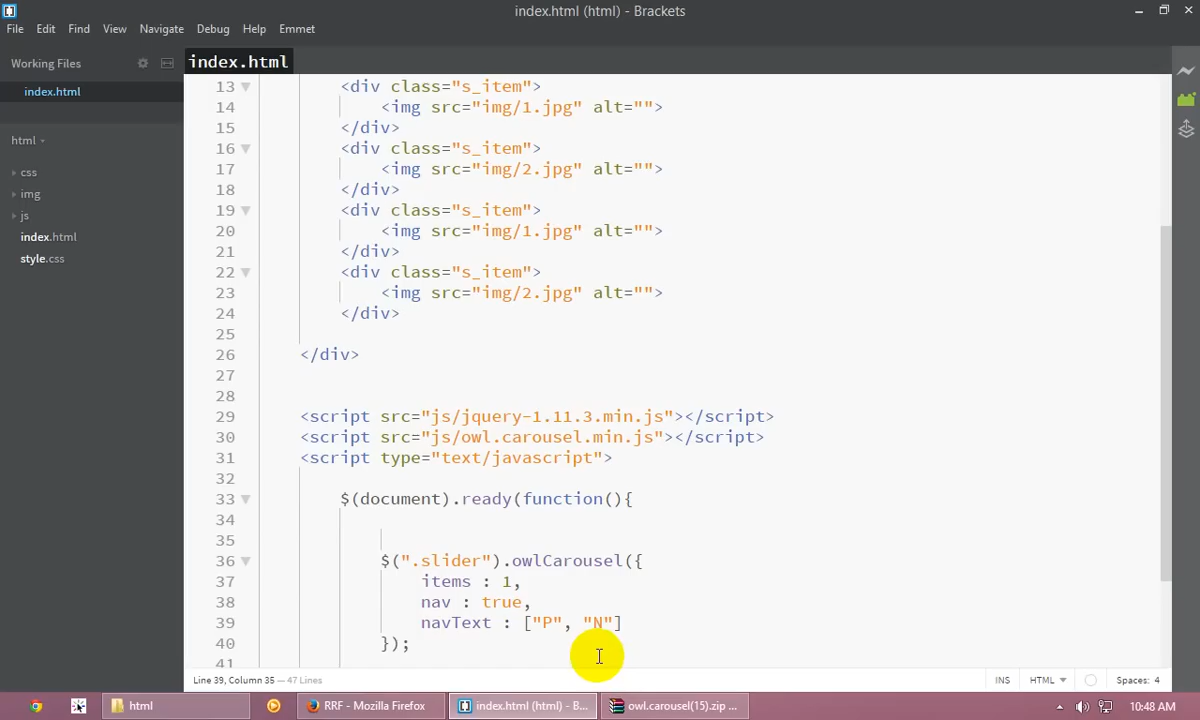 index.html (html) - Brackets
File Edit Find View Navigate Debug Help Emmet
Working Files
index.html
html
css
img
js
index.html
style.css
index.html
13 <div class="s_item">
14 <img src="img/1.jpg" alt="">
15 </div>
16 <div class="s_item">
17 <img src="img/2.jpg" alt="">
18 </div>
19 <div class="s_item">
20 <img src="img/1.jpg" alt="">
21 </div>
22 <div class="s_item">
23 <img src="img/2.jpg" alt="">
24 </div>
25
26 </div>
27
28
29 <script src="js/jquery-1.11.3.min.js"></script>
30 <script src="js/owl.carousel.min.js"></script>
31 <script type="text/javascript">
32
33 $(document).ready(function(){
34
35
36 $(".slider").owlCarousel({
37 items : 1,
38 nav : true,
39 navText : ["P", "N"]
40 });
41
Line 39, Column 35 — 47 Lines
INS HTML Spaces: 4
html RRF - Mozilla Firefox index.html (html) - B... owl.carousel(15).zip ... 10:48 AM